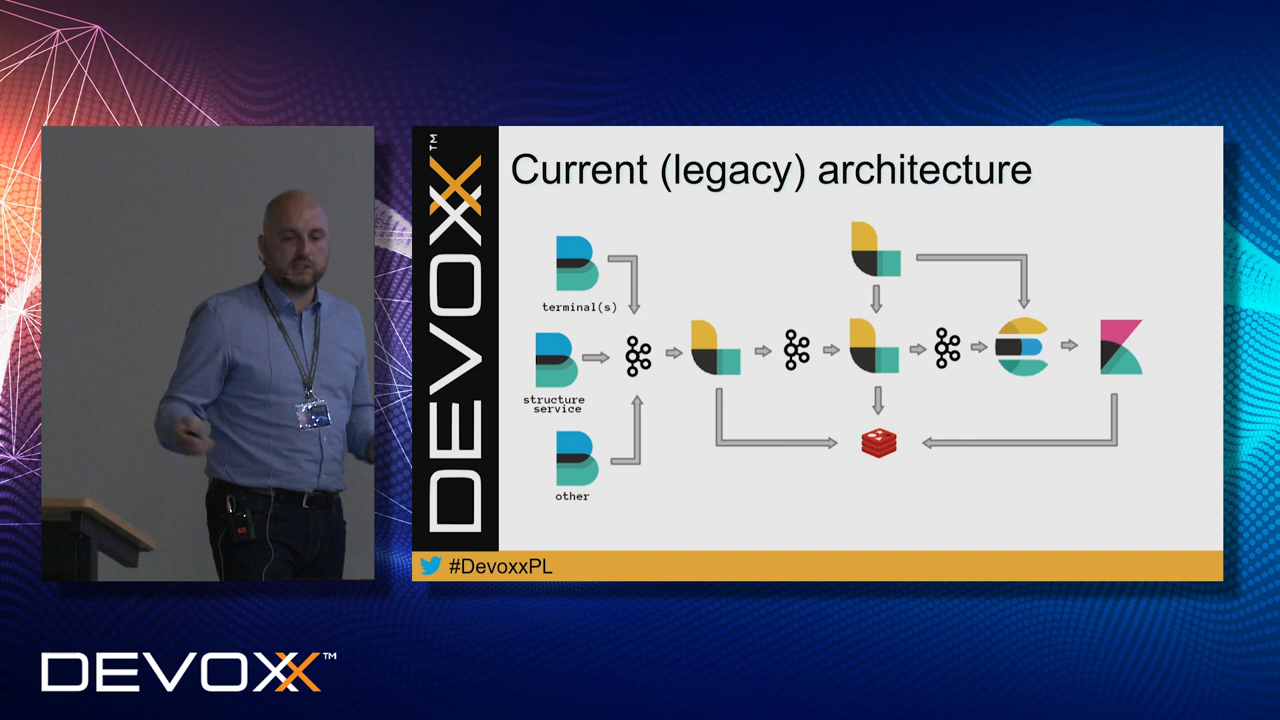 DEVOXX™
Current (legacy) architecture
terminal(s)
structure
service
other
#DevoxxPL
DEVOXX™